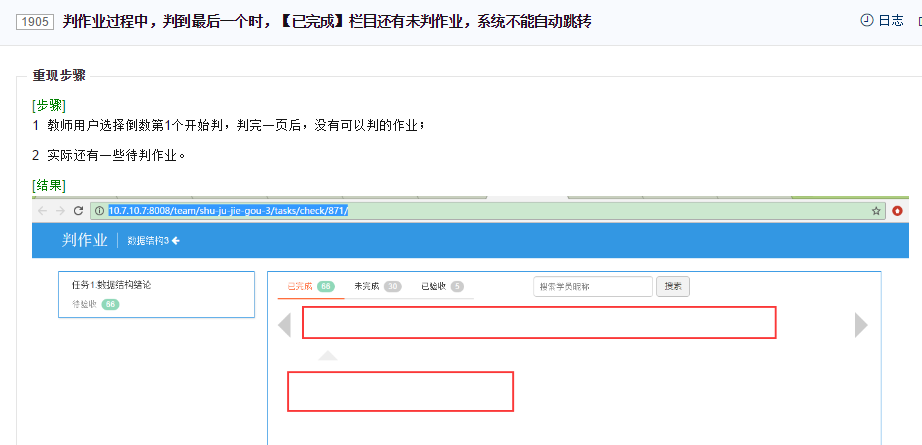 1905 判作业过程中，判到最后一个时，【已完成】栏目还有未判作业，系统不能自动跳转
日志
重现步骤
[步骤]
1 教师用户选择倒数第1个开始判，判完一页后，没有可以判的作业；
2 实际还有一些待判作业。
[结果]
10.7.10.7:8008/team/shu-ju-jie-gou-3/tasks/check/871/
判作业 数据结构3
任务1.数据结构绪论
待验收 66
已完成 66 未完成 38 已验收 5 搜索学员昵称 搜索